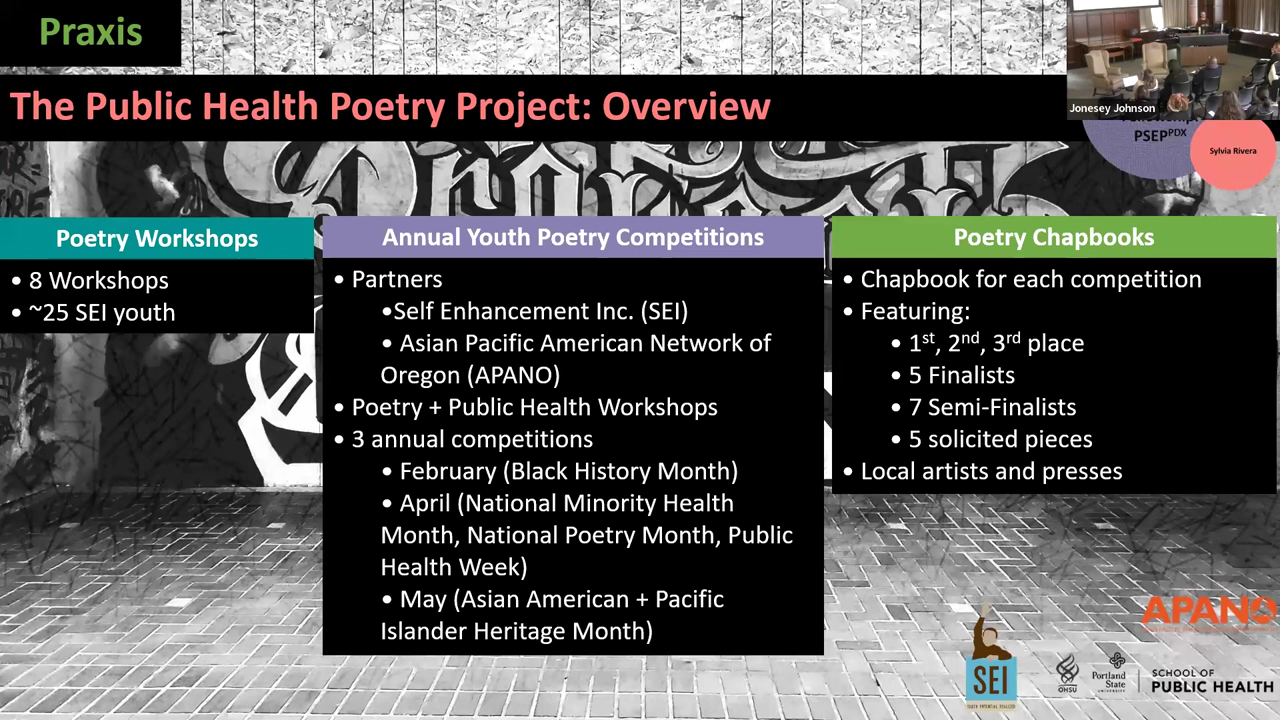 Praxis
The Public Health Poetry Project: Overview
Jonesey Johnson
PSEPPDX
Sylvia Rivera
Poetry Workshops
• 8 Workshops
• ~25 SEI youth
Annual Youth Poetry Competitions
• Partners
•Self Enhancement Inc. (SEI)
• Asian Pacific American Network of
Oregon (APANO)
• Poetry + Public Health Workshops
• 3 annual competitions
• February (Black History Month)
• April (National Minority Health
Month, National Poetry Month, Public
Health Week)
• May (Asian American + Pacific
Islander Heritage Month)
Poetry Chapbooks
• Chapbook for each competition
• Featuring:
• 1st, 2nd, 3rd place
• 5 Finalists
• 7 Semi-Finalists
• 5 solicited pieces
• Local artists and presses
APANO
SEI
OHSU
Portland
State
UNIVERSITY
SCHOOL OF
PUBLIC HEALTH